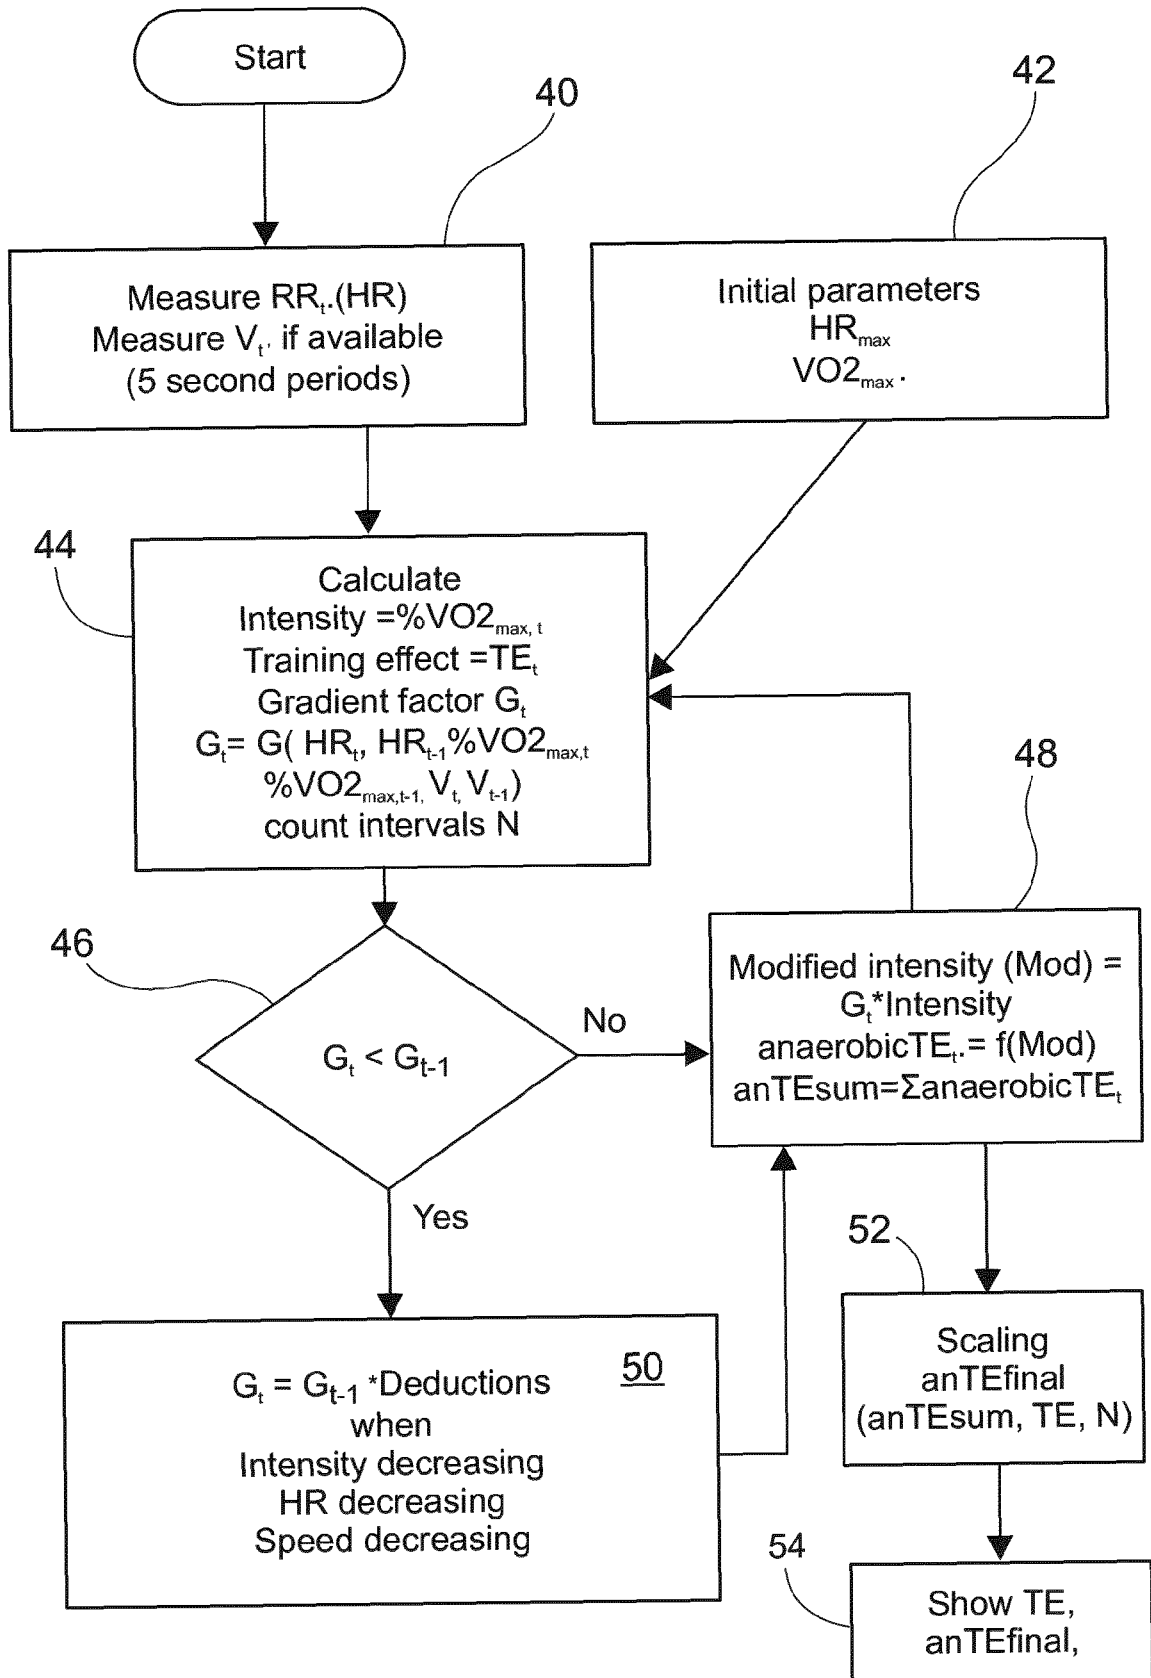 Start
40
42
Measure RRₜ.(HR)
Measure Vₜ, if available
(5 second periods)
Initial parameters
HRmax
VO2max .
44
Calculate
Intensity =%VO2max, t
Training effect =TEₜ
Gradient factor Gₜ
Gₜ= G( HRₜ, HRt-1%VO2max,t
%VO2max,t-1, Vₜ, Vt-1)
count intervals N
48
46
Gₜ < Gt-1
No
Yes
Modified intensity (Mod) =
Gₜ*Intensity
anaerobicTEₜ.= f(Mod)
anTEsum=ΣanaerobicTEₜ
50
Gₜ = Gt-1 *Deductions
when
Intensity decreasing
HR decreasing
Speed decreasing
52
Scaling
anTEfinal
(anTEsum, TE, N)
54
Show TE,
anTEfinal,